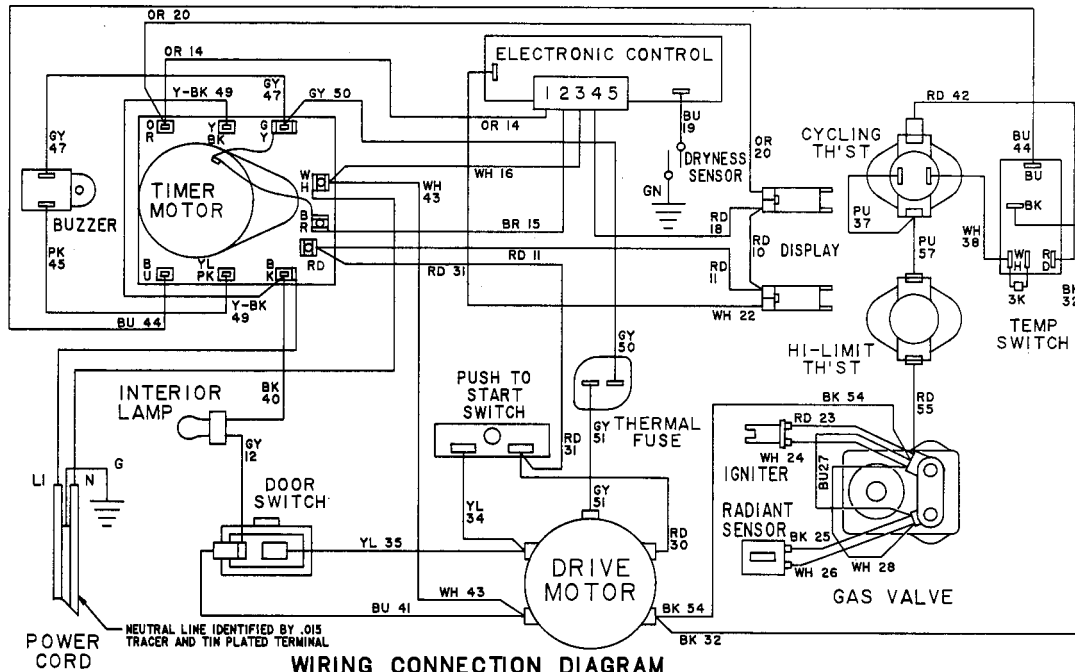 OR 20
OR 14
ELECTRONIC CONTROL
1 2 3 4 5
RD 42
GY 47
Y-BK 49
GY 47
GY 50
OR 14
BU 19
OR 20
CYCLING TH'ST
BU 44
O R
Y BK
G Y
DRYNESS SENSOR
BU
TIMER MOTOR
W H
WH 43
WH 16
GN
BK
BUZZER
B R
BR 15
RD 18
PU 37
WH 38
PK 45
RD
RD 11
RD 10
DISPLAY
PU 57
W H
R D
B U
YL PK
B K
RD 31
RD 11
3K
BK 32
BU 44
Y-BK 49
WH 22
TEMP SWITCH
HI-LIMIT TH'ST
GY 50
INTERIOR LAMP
BK 40
PUSH TO START SWITCH
THERMAL FUSE
BK 54
RD 55
RD 23
GY 12
RD 31
GY 51
WH 24
IGNITER
BU27
L1
N
G
DOOR SWITCH
YL 34
GY 51
RADIANT SENSOR
YL 35
RD 30
BK 25
DRIVE MOTOR
WH 26
WH 28
WH 43
BK 54
GAS VALVE
BU 41
BK 32
POWER CORD
NEUTRAL LINE IDENTIFIED BY .015
TRACER AND TIN PLATED TERMINAL
WIRING CONNECTION DIAGRAM